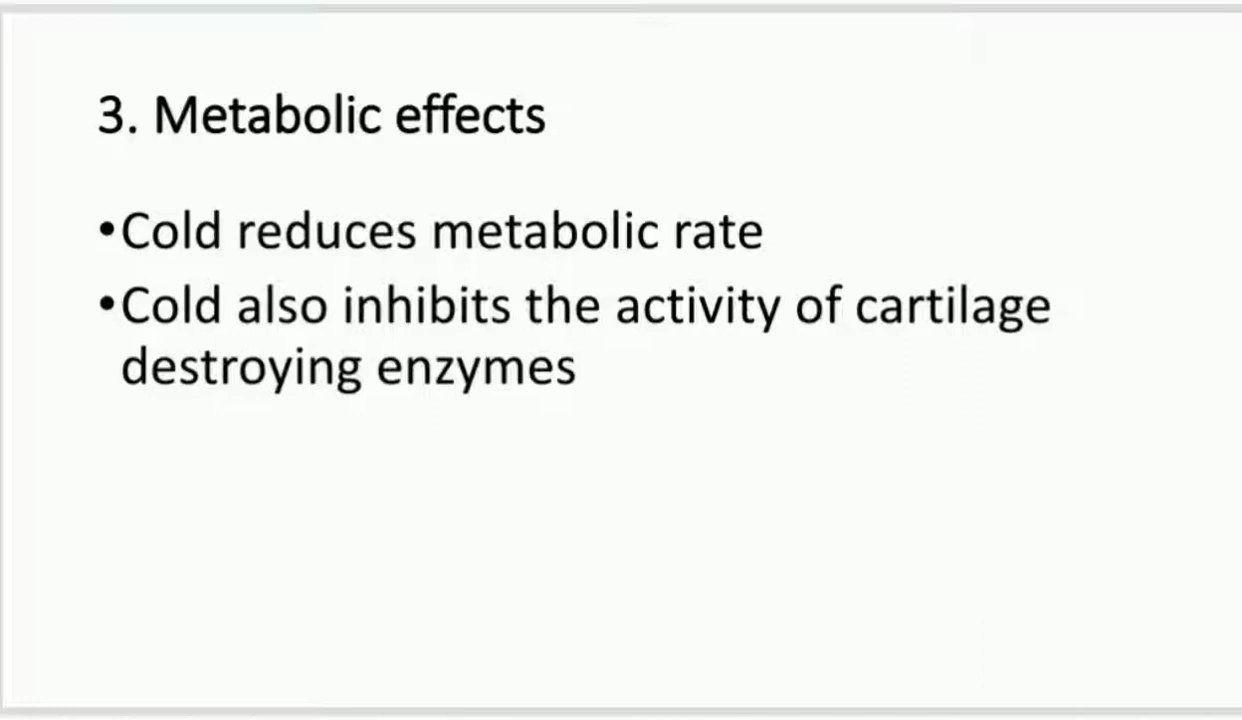 3. Metabolic effects
•Cold reduces metabolic rate
•Cold also inhibits the activity of cartilage
destroying enzymes